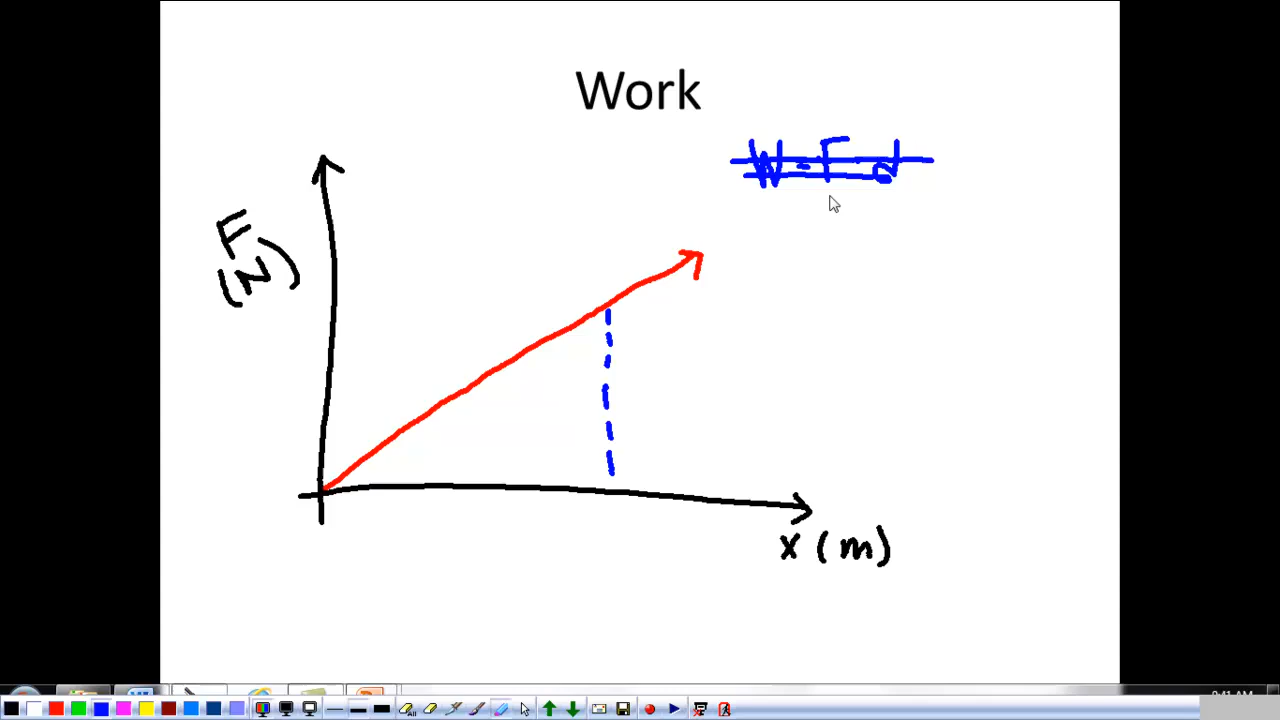 Work
W = F d
F
(N)
x (m)